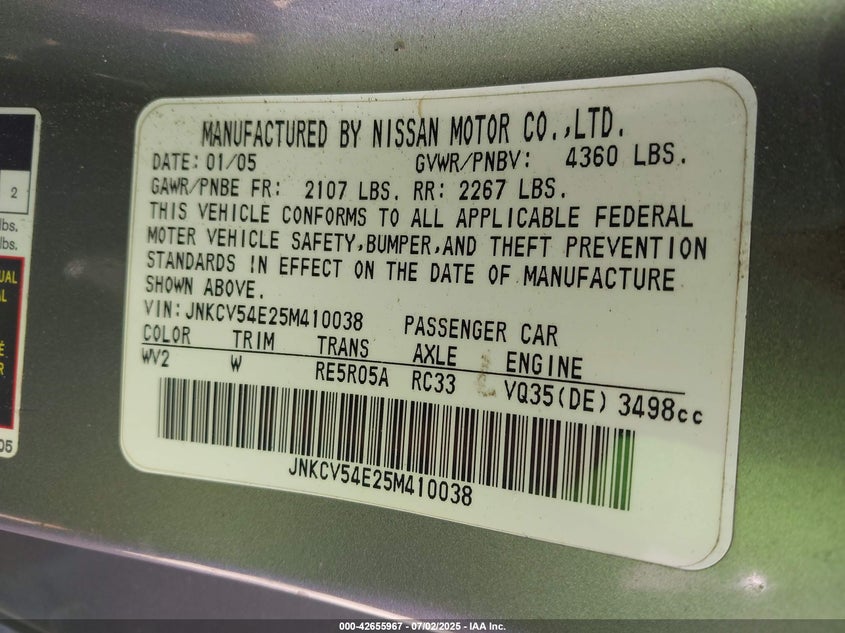 MANUFACTURED BY NISSAN MOTOR CO.,LTD.
DATE: 01/05 GVWR/PNBV: 4360 LBS.
GAWR/PNBE FR: 2107 LBS. RR: 2267 LBS.
THIS VEHICLE CONFORMS TO ALL APPLICABLE FEDERAL
MOTER VEHICLE SAFETY,BUMPER,AND THEFT PREVENTION
STANDARDS IN EFFECT ON THE DATE OF MANUFACTURE
SHOWN ABOVE.
VIN:JNKCV54E25M410038 PASSENGER CAR
COLOR TRIM TRANS AXLE ENGINE
WV2 W RE5R05A RC33 VQ35(DE) 3498cc
JNKCV54E25M410038
2
lbs.
lbs.
000-42655967 - 07/02/2025 - IAA Inc.